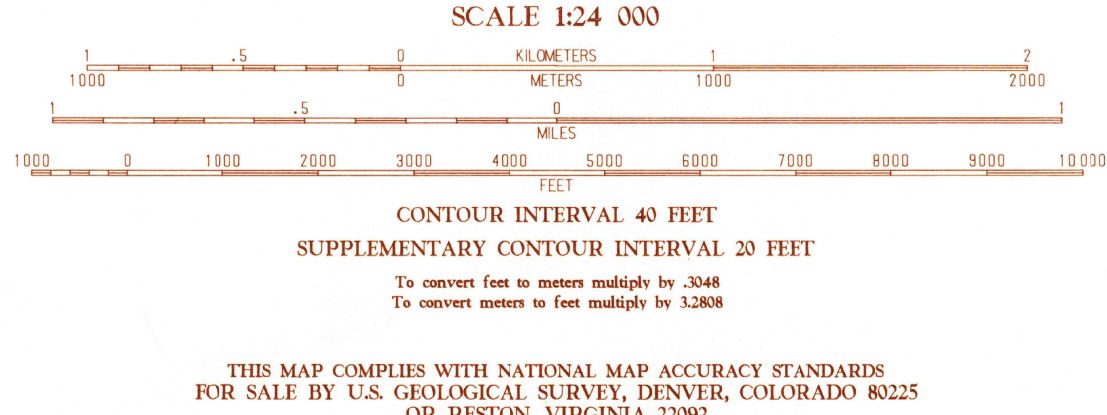 SCALE 1:24 000
1 .5 0 KILOMETERS 1 2
1000 0 METERS 1000 2000
1 .5 0 1
MILES
1000 0 1000 2000 3000 4000 5000 6000 7000 8000 9000 10 000
FEET
CONTOUR INTERVAL 40 FEET
SUPPLEMENTARY CONTOUR INTERVAL 20 FEET
To convert feet to meters multiply by .3048
To convert meters to feet multiply by 3.2808
THIS MAP COMPLIES WITH NATIONAL MAP ACCURACY STANDARDS
FOR SALE BY U.S. GEOLOGICAL SURVEY, DENVER, COLORADO 80225
OR RESTON, VIRGINIA 22092